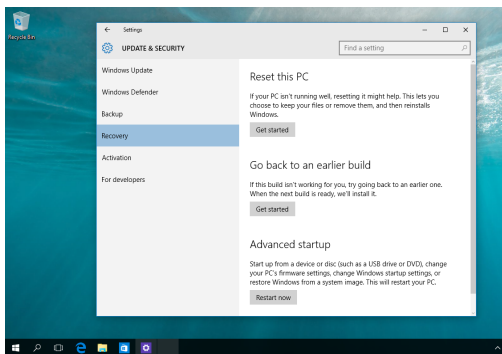 Recycle Bin
Settings
UPDATE & SECURITY
Find a setting
Windows Update
Windows Defender
Backup
Recovery
Activation
For developers
Reset this PC
If your PC isn't running well, resetting it might help. This lets you
choose to keep your files or remove them, and then reinstalls
Windows.
Get started
Go back to an earlier build
If this build isn't working for you, try going back to an earlier one.
When the next build is ready, we'll install it.
Get started
Advanced startup
Start up from a device or disc (such as a USB drive or DVD), change
your PC's firmware settings, change Windows startup settings, or
restore Windows from a system image. This will restart your PC.
Restart now